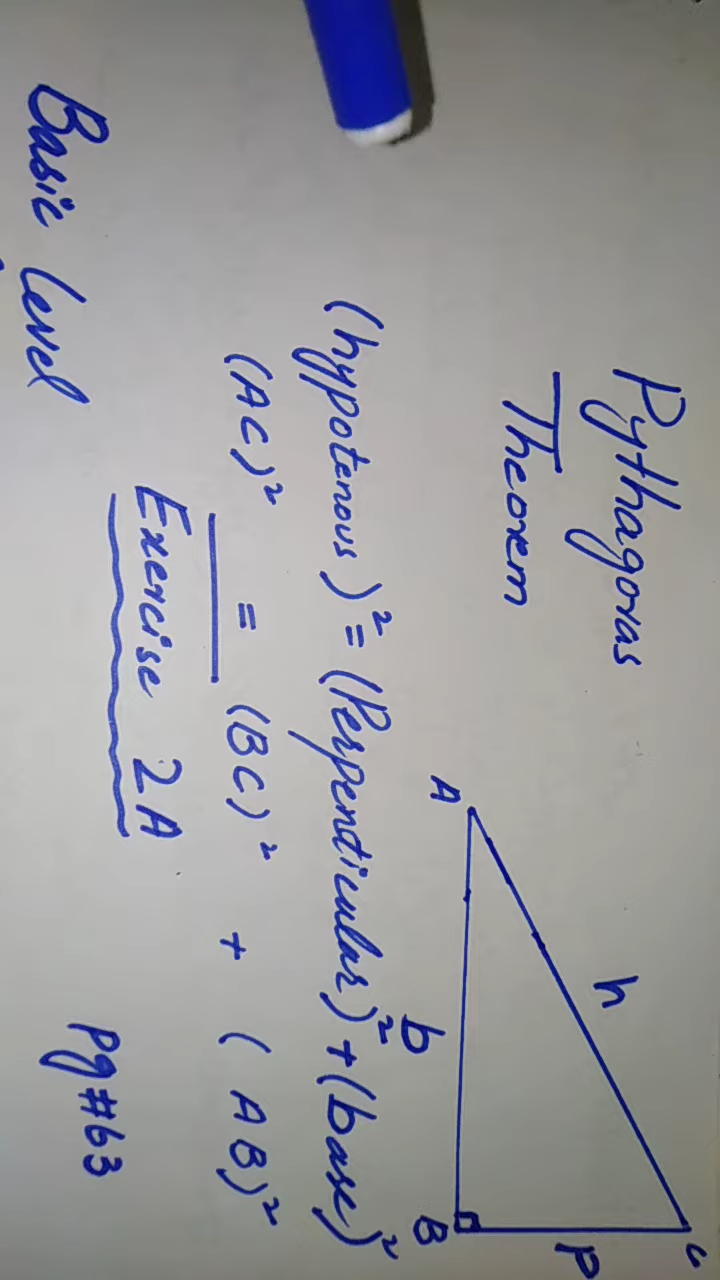 Pythagoras
Theorem
A
h
C
b
B
P
(hypotenous)² = (Perpendicular)² + (base)²
(AC)² = (BC)² + (AB)²
Exercise 2A
Pg#63
Basic level